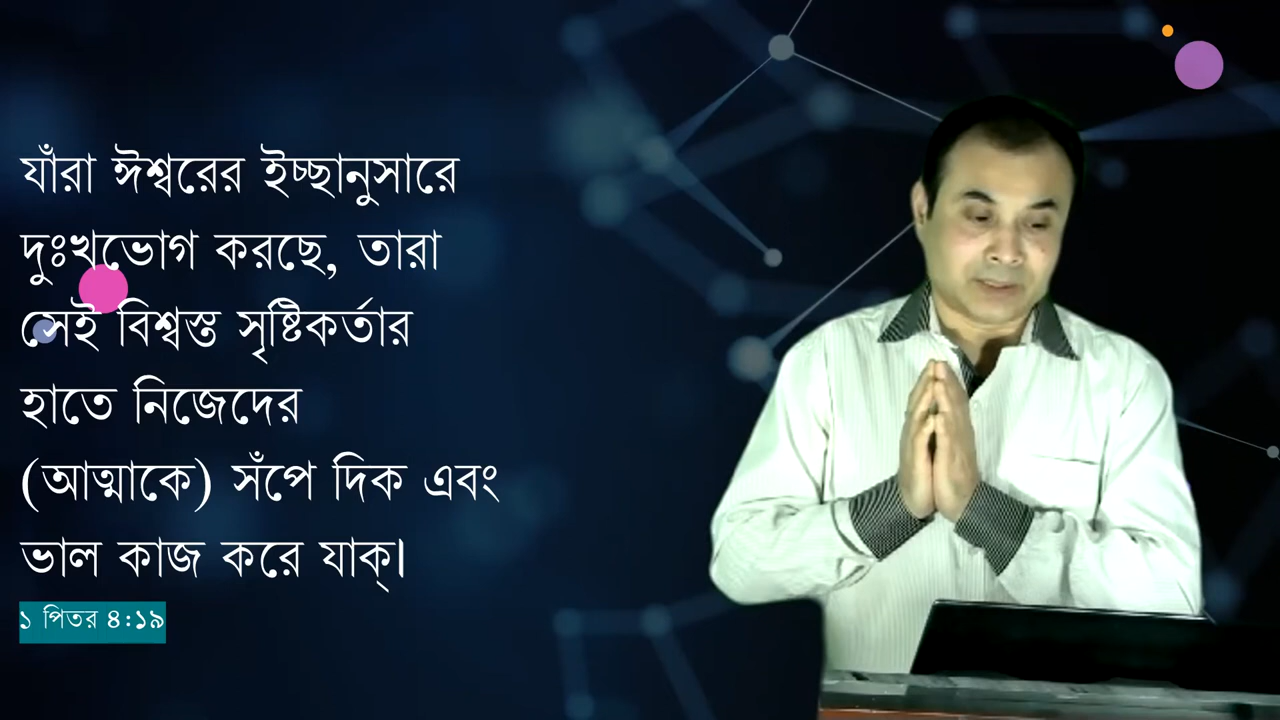 যাঁরা ঈশ্বরের ইচ্ছানুসারে
দুঃখভোগ করছে, তারা
সেই বিশ্বস্ত সৃষ্টিকর্তার
হাতে নিজেদের
(আত্মাকে) সঁপে দিক এবং
ভাল কাজ করে যাক্।
১ পিতর ৪:১৯